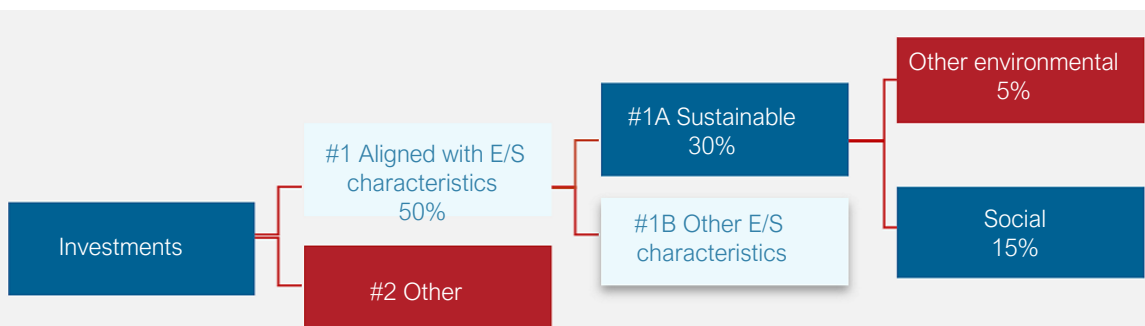 Investments
#1 Aligned with E/S
characteristics
50%
#2 Other
#1A Sustainable
30%
#1B Other E/S
characteristics
Other environmental
5%
Social
15%